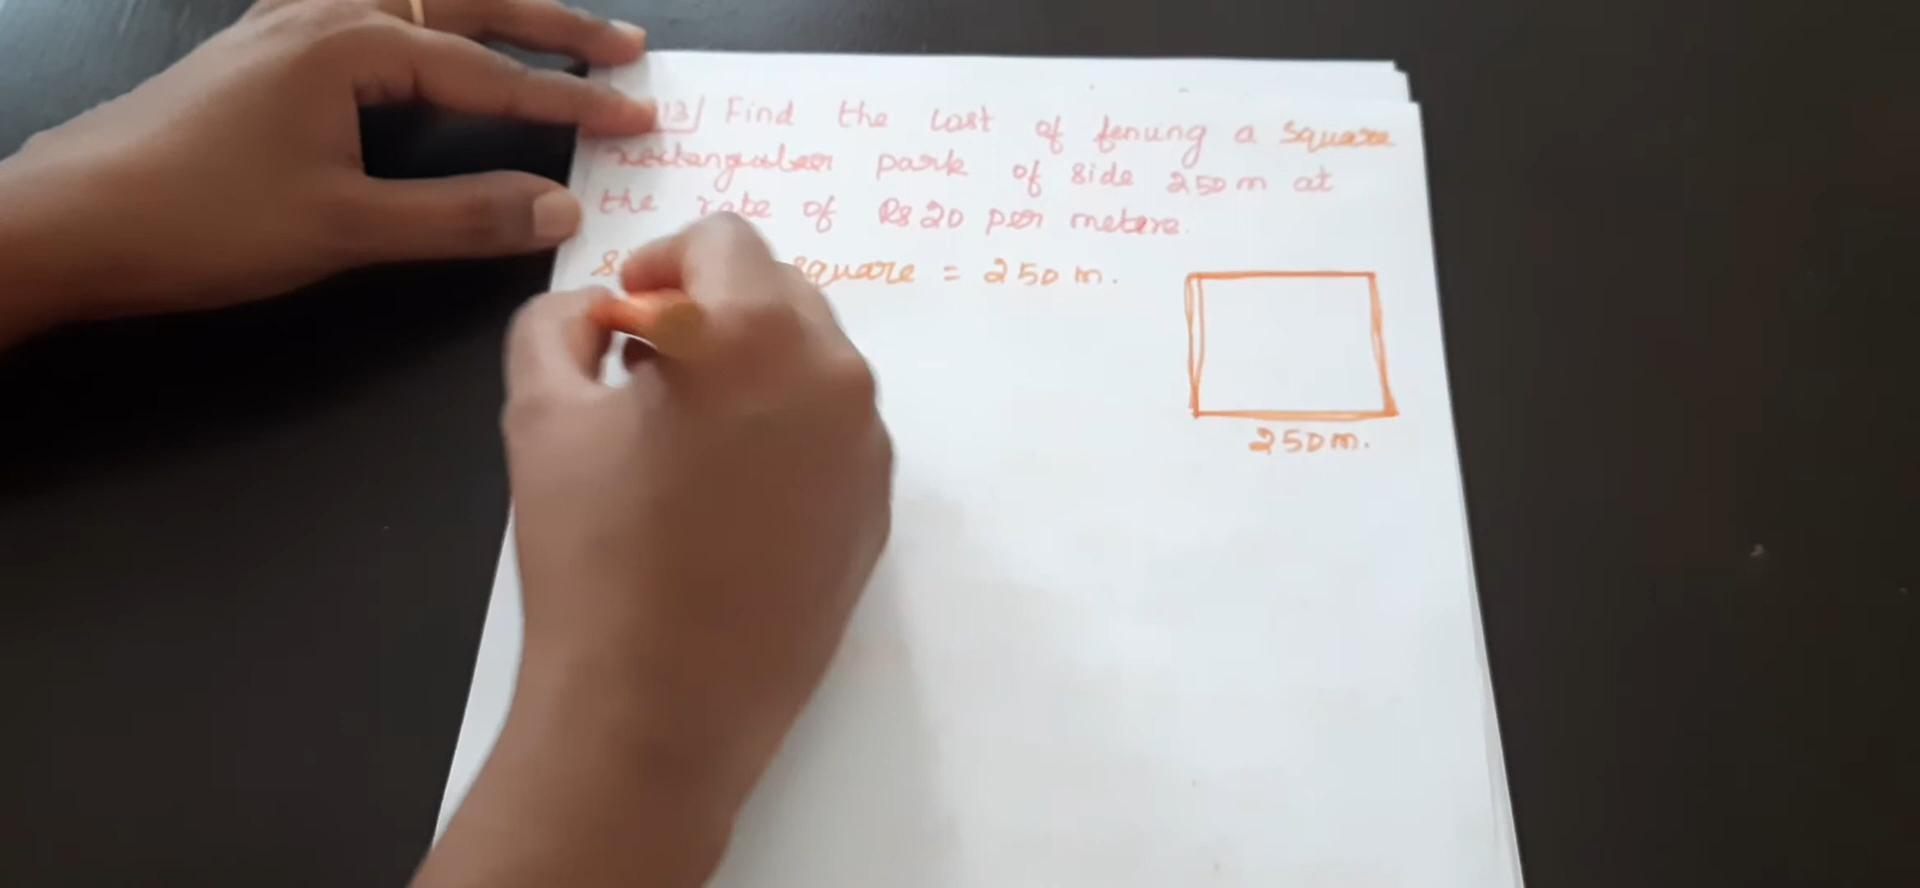 13) Find the cost of fencing a square
rectangular park of side 250 m at
the rate of Rs 20 per metere.
square = 250 m.
250 m.